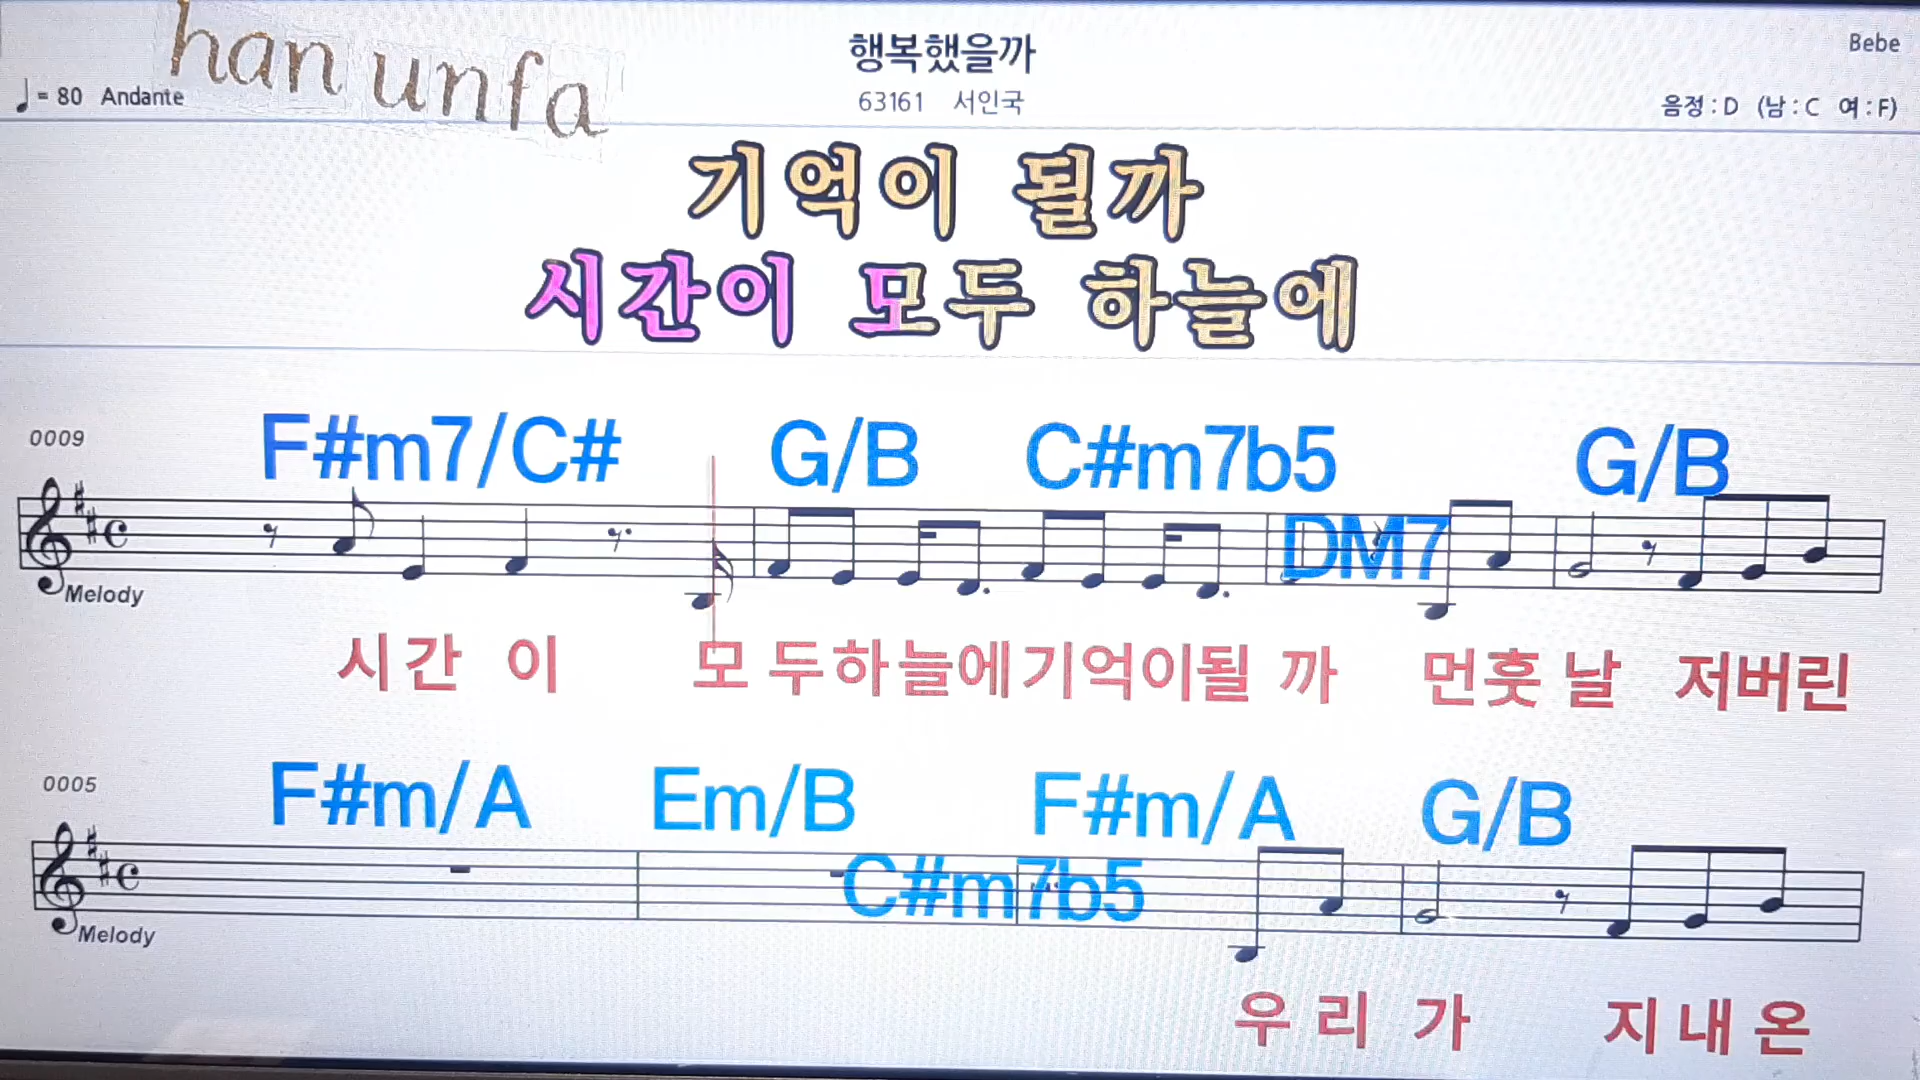 han unfa
행복했을까
Bebe
♩= 80 Andante
63161 서인국
음정 : D (남 : C 여 : F)
기억이 될까
시간이 모두 하늘에
0009
F#m7/C# G/B C#m7b5 G/B
DM7
Melody
시간 이 모 두하늘에기억이될 까 먼훗 날 저버린
0005
F#m/A Em/B F#m/A G/B
C#m7b5
Melody
우리 가 지내온